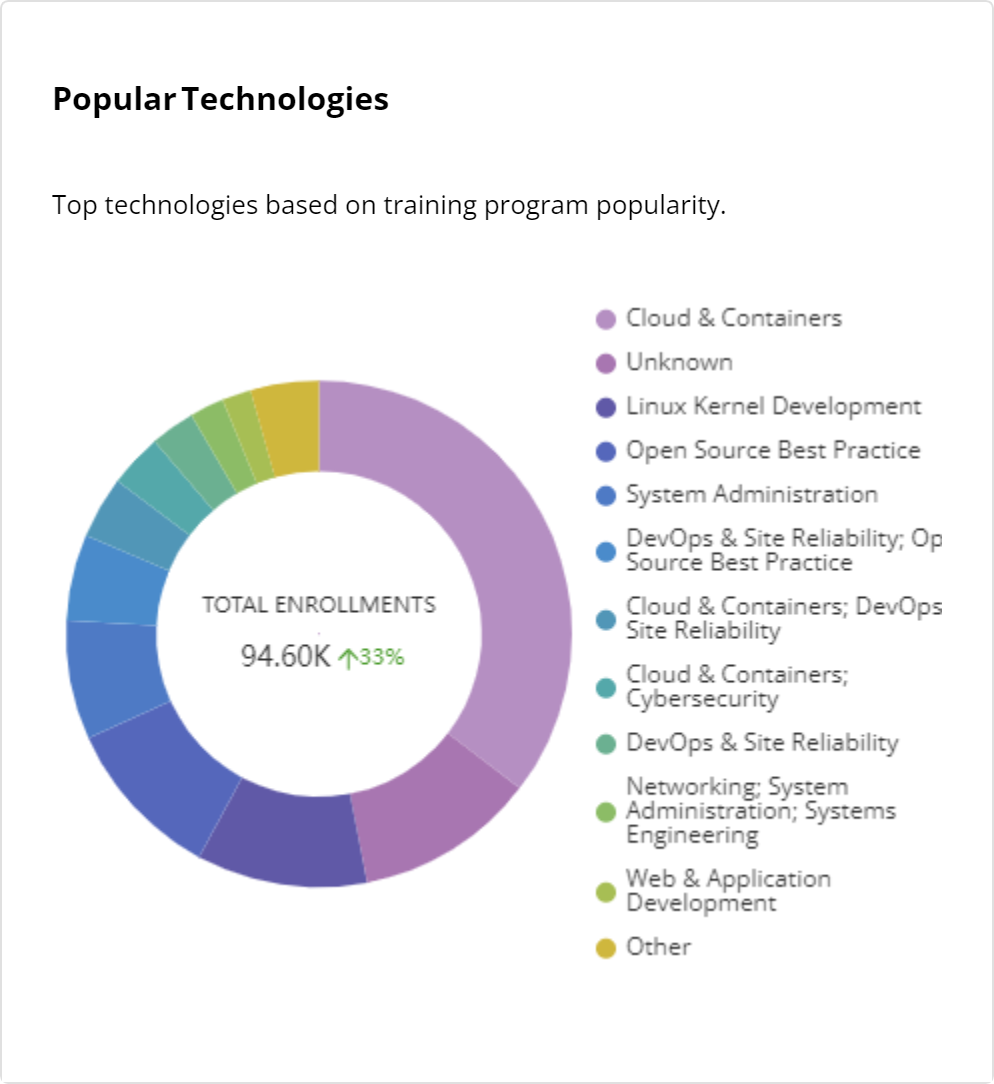 Popular Technologies
Top technologies based on training program popularity.
Cloud & Containers
Unknown
Linux Kernel Development
Open Source Best Practice
System Administration
DevOps & Site Reliability; Op
Source Best Practice
Cloud & Containers; DevOps
Site Reliability
Cloud & Containers;
Cybersecurity
DevOps & Site Reliability
Networking; System
Administration; Systems
Engineering
Web & Application
Development
Other
TOTAL ENROLLMENTS
94.60K ↑33%